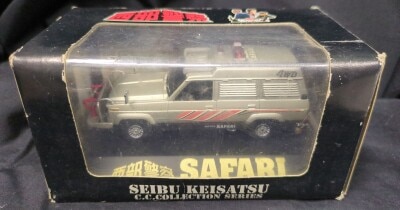 西部警察
4WD
SAFARI
西部警察 SAFARI
SEIBU KEISATSU
C.C.COLLECTION SERIES